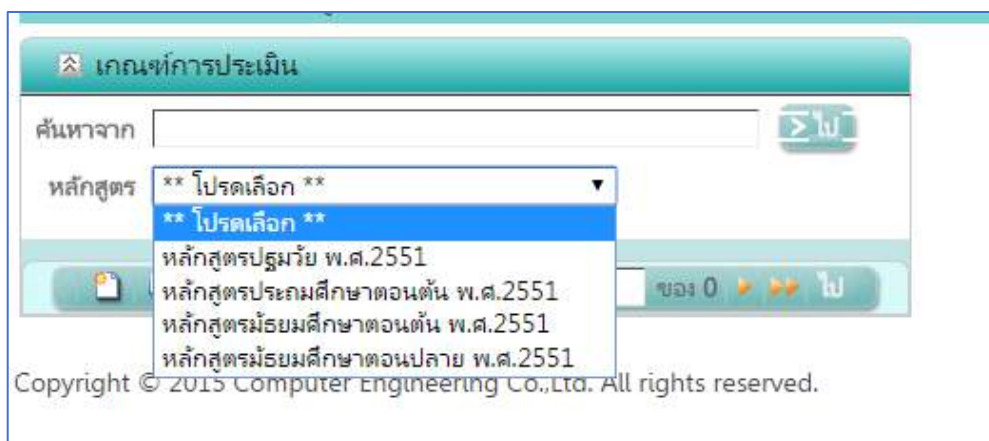 เกณฑ์การประเมิน
ค้นหาจาก
> ไป
หลักสูตร ** โปรดเลือก **
** โปรดเลือก **
หลักสูตรปฐมวัย พ.ศ.2551
หลักสูตรประถมศึกษาตอนต้น พ.ศ.2551
ของ 0 ไป
หลักสูตรมัธยมศึกษาตอนต้น พ.ศ.2551
หลักสูตรมัธยมศึกษาตอนปลาย พ.ศ.2551
Copyright © 2015 Computer Engineering Co.,Ltd. All rights reserved.